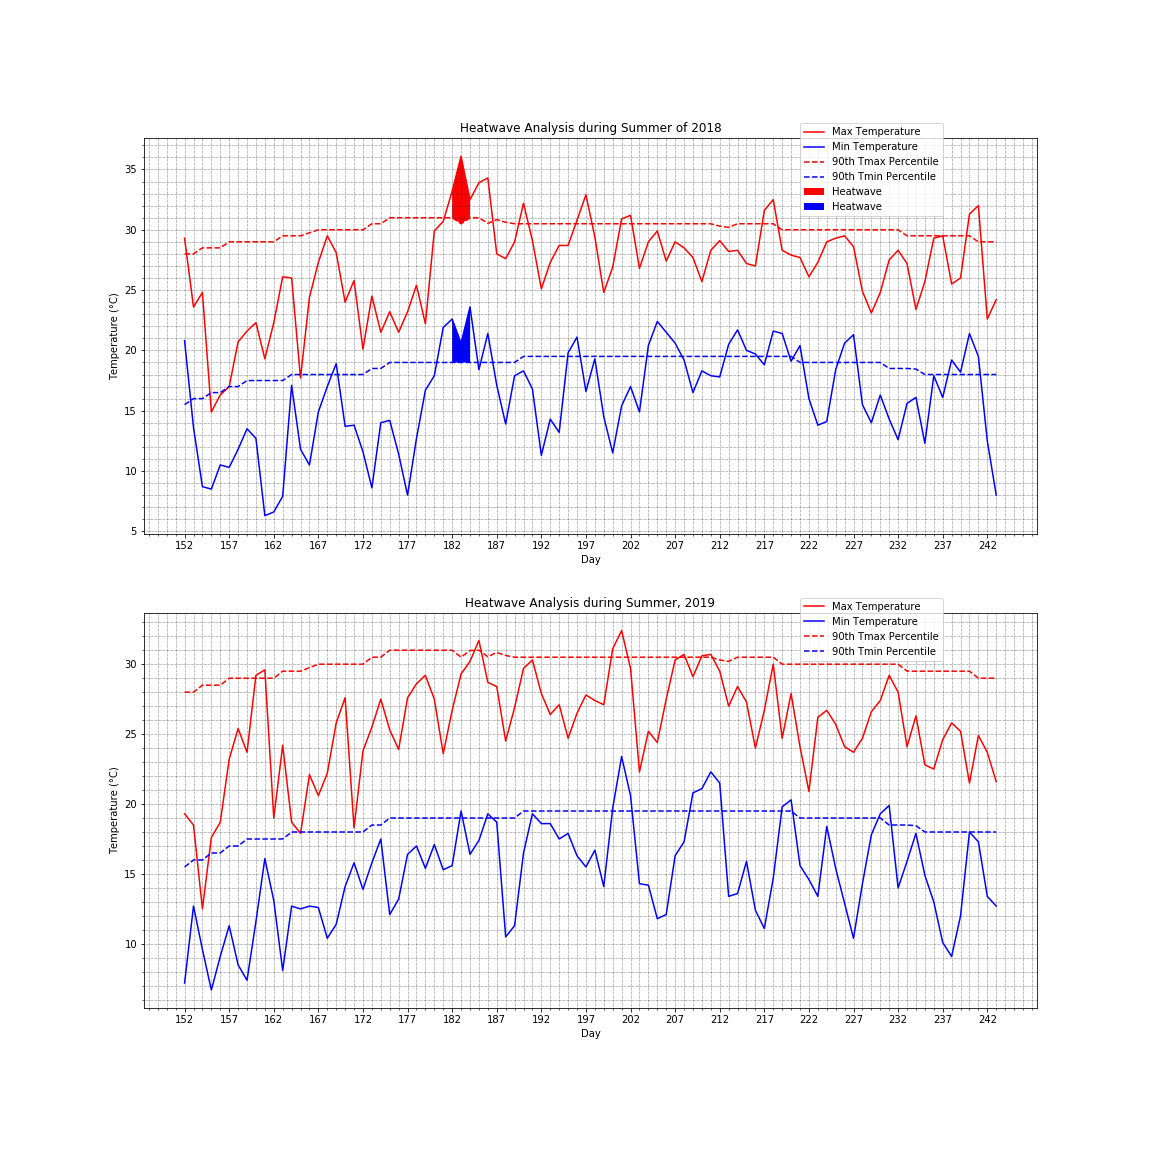 Heatwave Analysis during Summer of 2018
Max Temperature
Min Temperature
90th Tmax Percentile
90th Tmin Percentile
Heatwave
Heatwave
Temperature (°C)
35
30
25
20
15
10
5
152 157 162 167 172 177 182 187 192 197 202 207 212 217 222 227 232 237 242
Day
Heatwave Analysis during Summer, 2019
Max Temperature
Min Temperature
90th Tmax Percentile
90th Tmin Percentile
Temperature (°C)
30
25
20
15
10
152 157 162 167 172 177 182 187 192 197 202 207 212 217 222 227 232 237 242
Day